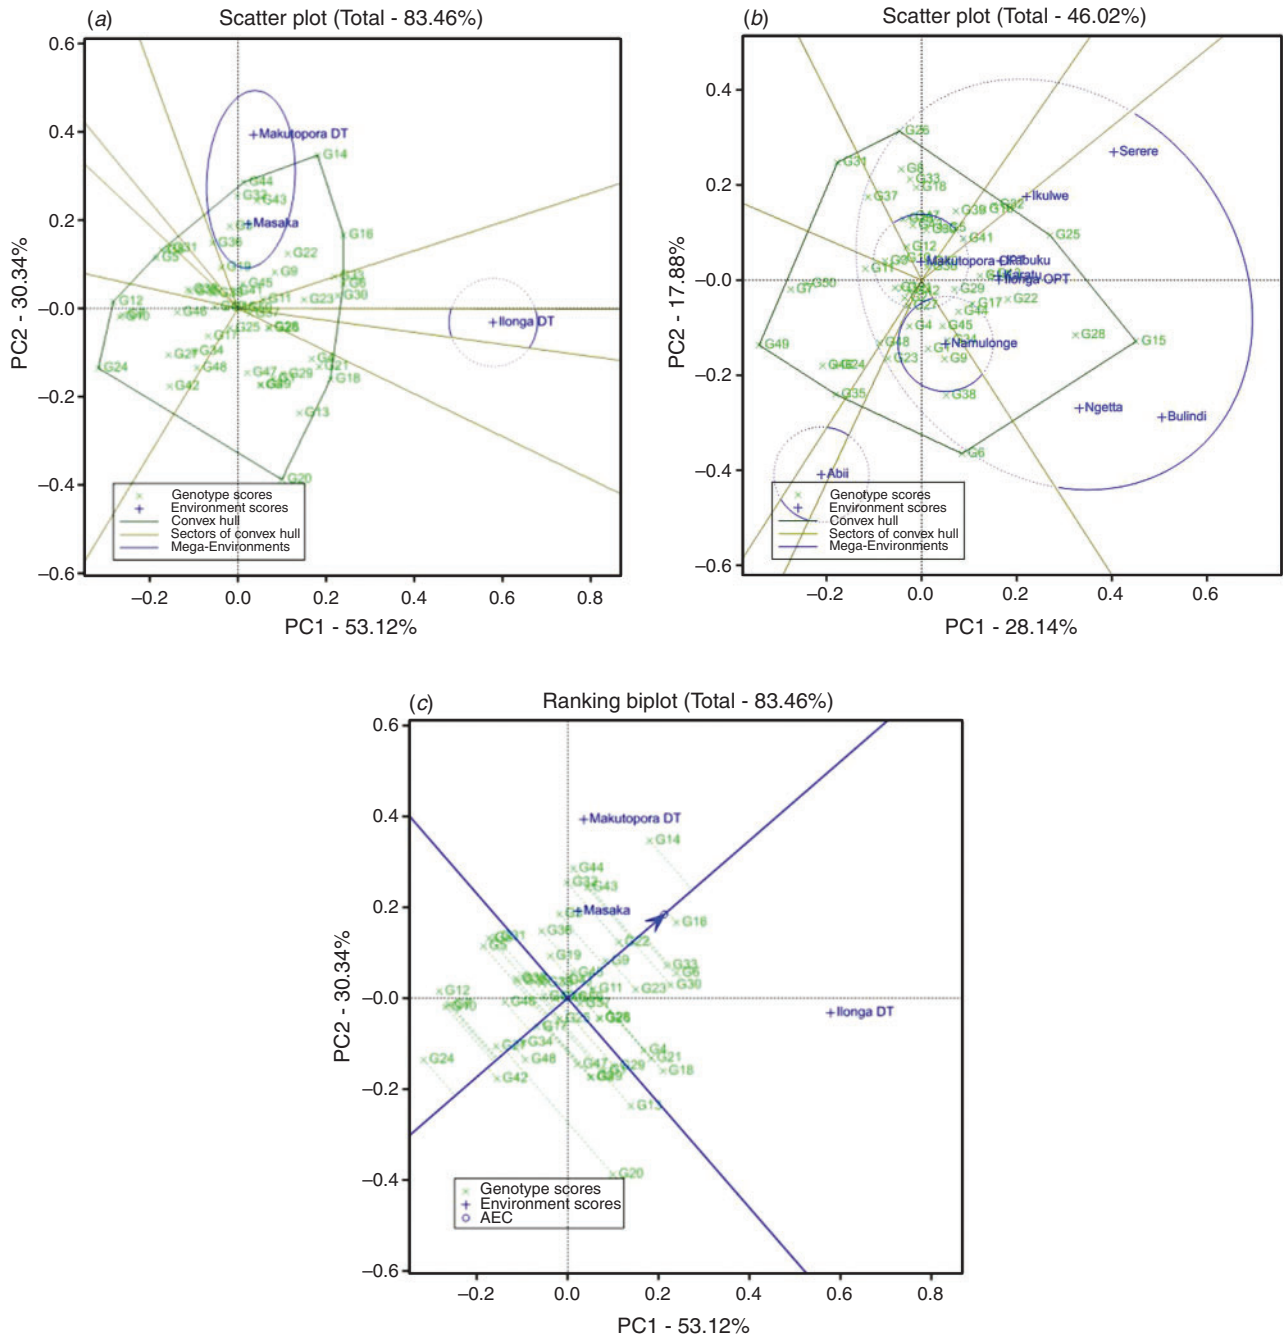 (a) Scatter plot (Total - 83.46%)
PC2 - 30.34%
0.6
0.4
0.2
–0.0
–0.2
–0.4
–0.6
Makutopora DT
G14
G44
G43
Masaka
G16
G22
G9
G5
G12
G11
G23
G30
Ilonga DT
G25
G34
G48
G24
G42
G47
G29
G21
G18
G13
G20
Genotype scores
Environment scores
Convex hull
Sectors of convex hull
Mega-Environments
–0.2 0.0 0.2 0.4 0.6 0.8
PC1 - 53.12%
(b) Scatter plot (Total - 46.02%)
PC2 - 17.88%
0.4
0.2
–0.0
–0.2
–0.4
–0.6
G26
Serere
G31
G33
G18
G37
Ikulwe
G25
G41
G12
G11
Ilonga OPT
G50
G29
G17
G22
G44
G4
G45
G28
G15
G49
G48
Namulonge
G23
G9
G24
G35
G38
Ngetta
Bulindi
G6
Abii
Genotype scores
Environment scores
Convex hull
Sectors of convex hull
Mega-Environments
–0.2 0.0 0.2 0.4 0.6
PC1 - 28.14%
(c) Ranking biplot (Total - 83.46%)
PC2 - 30.34%
0.6
0.4
0.2
–0.0
–0.2
–0.4
–0.6
Makutopora DT
G14
G44
G43
Masaka
G16
G22
G19
G9
G33
G6
G30
G12
G11
G23
Ilonga DT
G34
G4
G24
G48
G47
G29
G21
G18
G42
G13
G20
Genotype scores
Environment scores
AEC
–0.2 0.0 0.2 0.4 0.6 0.8
PC1 - 53.12%